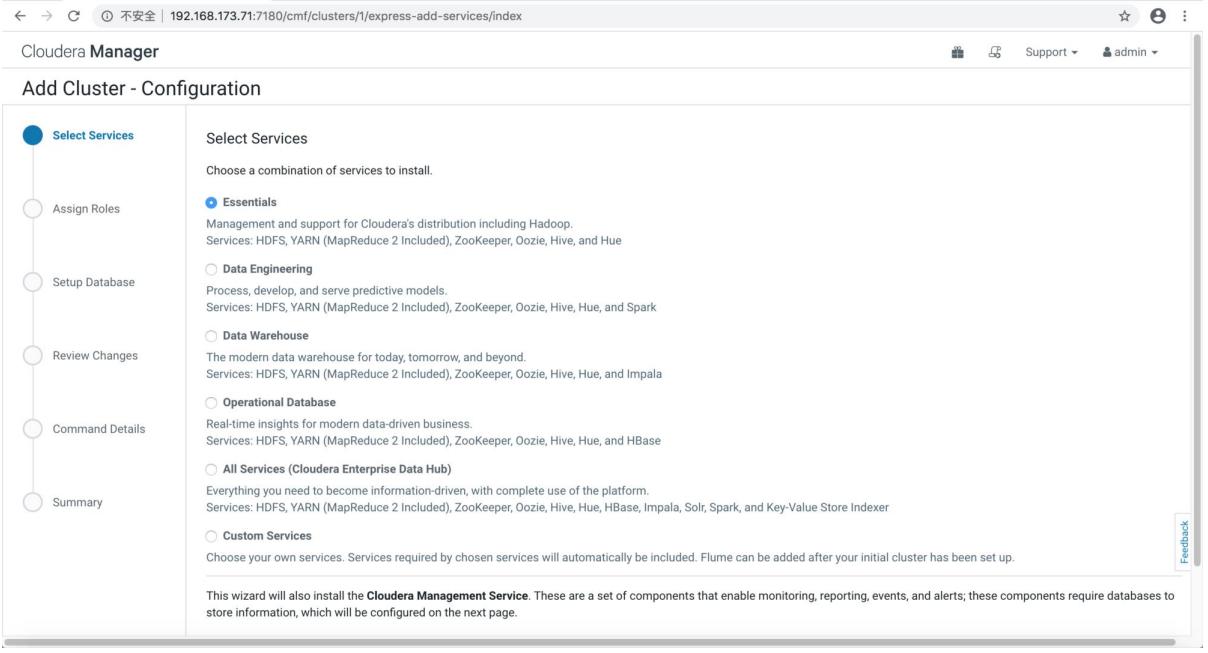 不安全 192.168.173.71:7180/cmf/clusters/1/express-add-services/index
Cloudera Manager
Support
admin
Add Cluster - Configuration
Select Services
Assign Roles
Setup Database
Review Changes
Command Details
Summary
Select Services
Choose a combination of services to install.
Essentials
Management and support for Cloudera's distribution including Hadoop.
Services: HDFS, YARN (MapReduce 2 Included), ZooKeeper, Oozie, Hive, and Hue
Data Engineering
Process, develop, and serve predictive models.
Services: HDFS, YARN (MapReduce 2 Included), ZooKeeper, Oozie, Hive, Hue, and Spark
Data Warehouse
The modern data warehouse for today, tomorrow, and beyond.
Services: HDFS, YARN (MapReduce 2 Included), ZooKeeper, Oozie, Hive, Hue, and Impala
Operational Database
Real-time insights for modern data-driven business.
Services: HDFS, YARN (MapReduce 2 Included), ZooKeeper, Oozie, Hive, Hue, and HBase
All Services (Cloudera Enterprise Data Hub)
Everything you need to become information-driven, with complete use of the platform.
Services: HDFS, YARN (MapReduce 2 Included), ZooKeeper, Oozie, Hive, Hue, HBase, Impala, Solr, Spark, and Key-Value Store Indexer
Custom Services
Choose your own services. Services required by chosen services will automatically be included. Flume can be added after your initial cluster has been set up.
This wizard will also install the Cloudera Management Service. These are a set of components that enable monitoring, reporting, events, and alerts; these components require databases to
store information, which will be configured on the next page.
Feedback